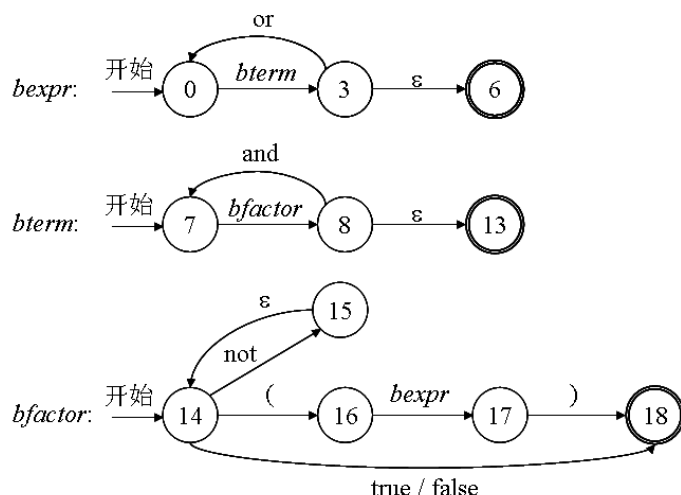 or
bexpr: 开始 0 bterm 3 ε 6
and
bterm: 开始 7 bfactor 8 ε 13
ε 15
not
bfactor: 开始 14 ( 16 bexpr 17 ) 18
true / false